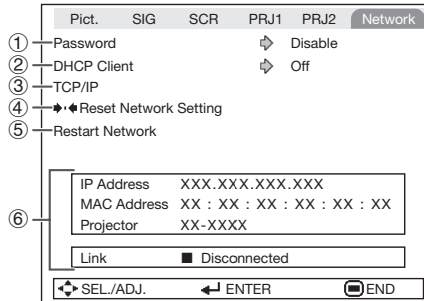 Pict. SIG SCR PRJ1 PRJ2 Network
① Password Disable
② DHCP Client Off
③ TCP/IP
④ Reset Network Setting
⑤ Restart Network
⑥
IP Address XXX.XXX.XXX.XXX
MAC Address XX : XX : XX : XX : XX : XX
Projector XX-XXXX
Link ■ Disconnected
SEL./ADJ. ENTER END